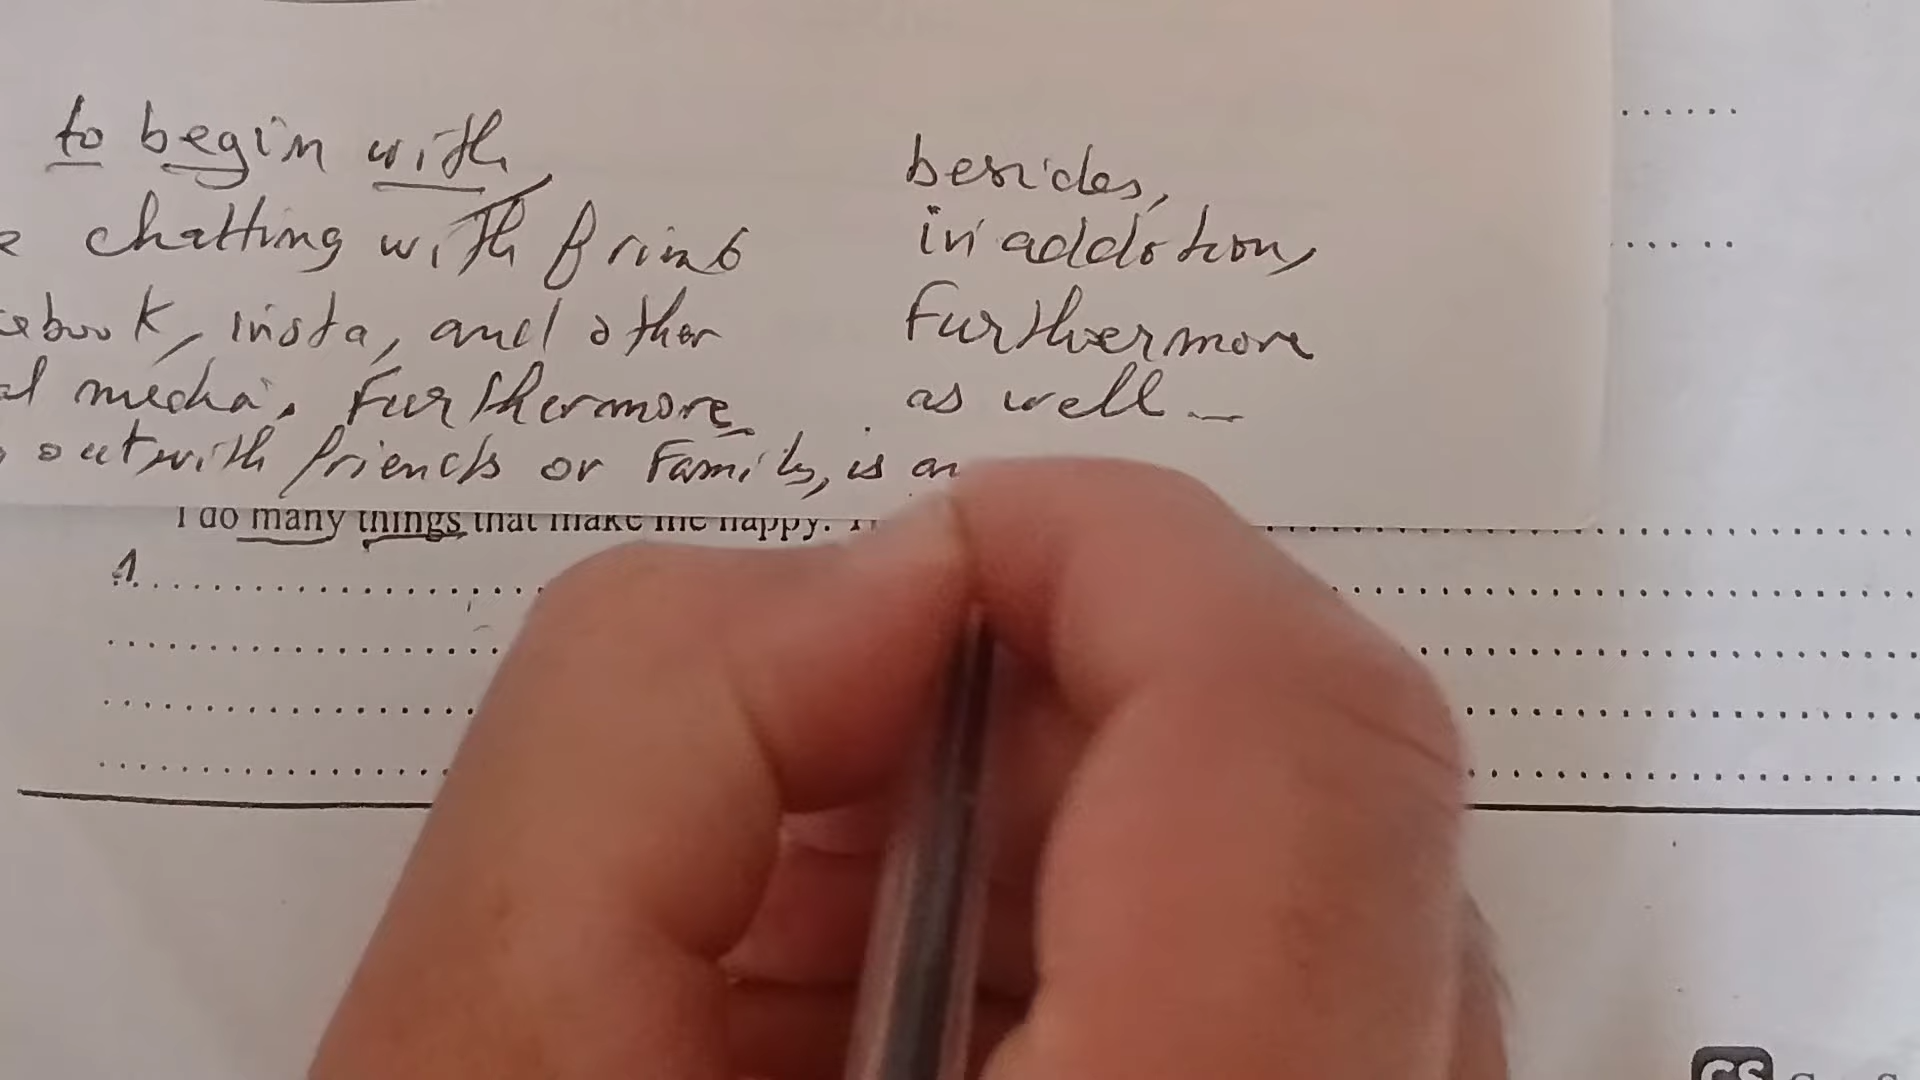 to begin with,
chatting with
book, insta, and other
media. Furthermore
out with friends or Family, is an
besides,
in addition,
Furthermore
as well
I do many things that make me happy.
1
CS